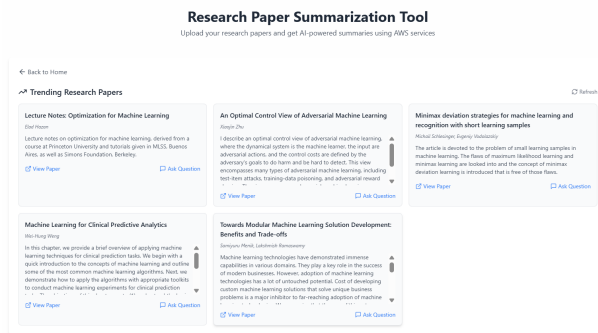 Research Paper Summarization Tool
Upload your research papers and get AI-powered summaries using AWS services
Back to Home
Trending Research Papers
Refresh
Lecture Notes: Optimization for Machine Learning
Elad Hazan
Lecture notes on optimization for machine learning, derived from a
course at Princeton University and tutorials given in MLSS, Buenos
Aires, as well as Simons Foundation, Berkeley.
View Paper
Ask Question
An Optimal Control View of Adversarial Machine Learning
Xiaojin Zhu
I describe an optimal control view of adversarial machine learning,
where the dynamical system is the machine learner, the input are
adversarial actions, and the control costs are defined by the
adversary's goals to do harm and be hard to detect. This view
encompasses many types of adversarial machine learning, including
test-item attacks, training-data poisoning, and adversarial reward
View Paper
Ask Question
Minimax deviation strategies for machine learning and
recognition with short learning samples
Michail Schlesinger, Evgeniy Vodolazskiy
The article is devoted to the problem of small learning samples in
machine learning. The flaws of maximum likelihood learning and
minimax learning are looked into and the concept of minimax
deviation learning is introduced that is free of those flaws.
View Paper
Ask Question
Machine Learning for Clinical Predictive Analytics
Wei-Hung Weng
In this chapter, we provide a brief overview of applying machine
learning techniques for clinical prediction tasks. We begin with a
quick introduction to the concepts of machine learning and outline
some of the most common machine learning algorithms. Next, we
demonstrate how to apply the algorithms with appropriate toolkits
to conduct machine learning experiments for clinical prediction
View Paper
Ask Question
Towards Modular Machine Learning Solution Development:
Benefits and Trade-offs
Samiyuru Menik, Lakshmish Ramaswamy
Machine learning technologies have demonstrated immense
capabilities in various domains. They play a key role in the success
of modern businesses. However, adoption of machine learning
technologies has a lot of untouched potential. Cost of developing
custom machine learning solutions that solve unique business
problems is a major inhibitor to far-reaching adoption of machine
View Paper
Ask Question